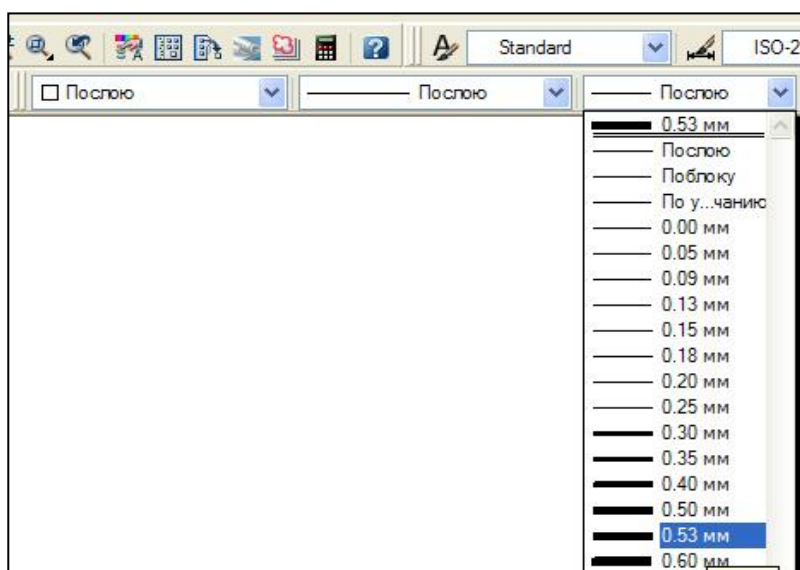 Standard ISO-2
Послою Послою Послою
0.53 мм
Послою
Поблоку
По у...чанию
0.00 мм
0.05 мм
0.09 мм
0.13 мм
0.15 мм
0.18 мм
0.20 мм
0.25 мм
0.30 мм
0.35 мм
0.40 мм
0.50 мм
0.53 мм
0.60 мм